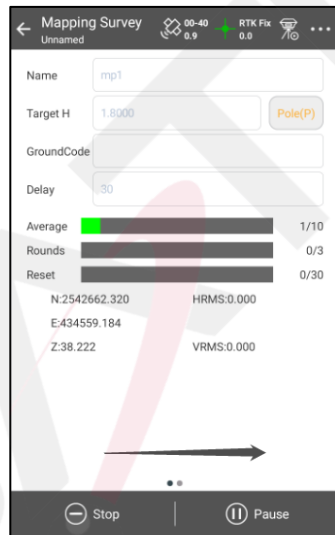 Mapping Survey
Unnamed
00-40
0.9
RTK Fix
0.0
Name mp1
Target H 1.8000 Pole(P)
GroundCode
Delay 30
Average 1/10
Rounds 0/3
Reset 0/30
N:2542662.320 HRMS:0.000
E:434559.184
Z:38.222 VRMS:0.000
Stop Pause